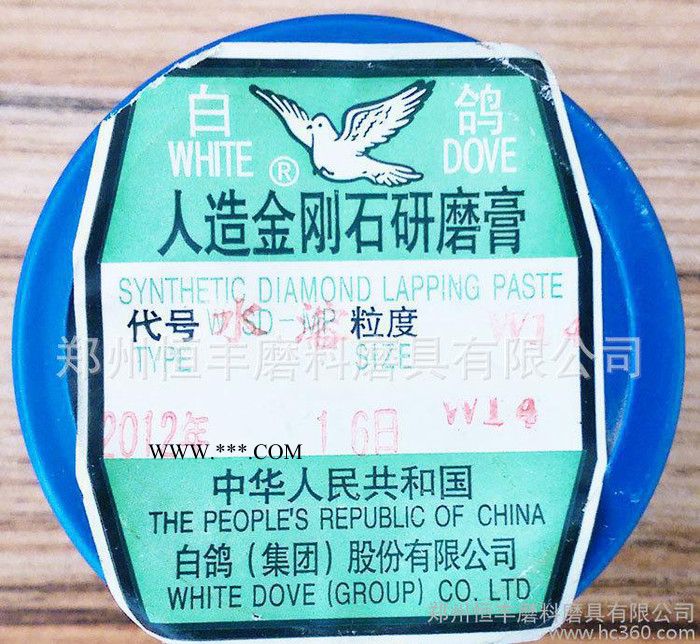 白 鸽
WHITE ® DOVE
人造金刚石研磨膏
SYNTHETIC DIAMOND LAPPING PASTE
代号 水 油 粒度 W14
TYPE SIZE
郑州恒丰磨料磨具有限公司
2012年 16日 W14
WWW.***.COM
中华人民共和国
THE PEOPLE'S REPUBLIC OF CHINA
白鸽(集团)股份有限公司
WHITE DOVE (GROUP) CO. LTD
郑州恒丰磨料磨具有限公司
www.hc360.com